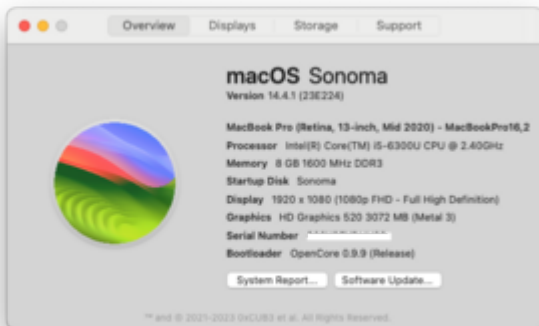 Overview Displays Storage Support
macOS Sonoma
Version 14.4.1 (23E224)
MacBook Pro (Retina, 13-inch, Mid 2020) - MacBookPro16,2
Processor Intel(R) Core(TM) i5-6300U CPU @ 2.40GHz
Memory 8 GB 1600 MHz DDR3
Startup Disk Sonoma
Display 1920 x 1080 (1080p FHD - Full High Definition)
Graphics HD Graphics 520 3072 MB (Metal 3)
Serial Number
Bootloader OpenCore 0.9.9 (Release)
System Report... Software Update...
™ and © 2021-2023 0xCUB3 et al. All Rights Reserved.